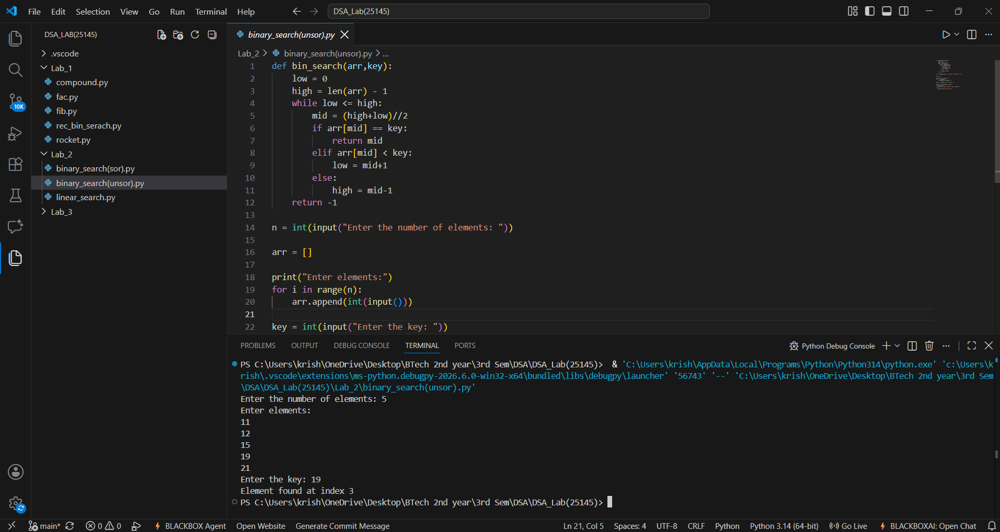 File Edit Selection View Go Run Terminal Help
DSA_Lab(25145)
DSA_LAB(25145)
.vscode
Lab_1
compound.py
fac.py
fib.py
rec_bin_serach.py
rocket.py
Lab_2
binary_search(sor).py
binary_search(unsor).py
linear_search.py
Lab_3
10K
binary_search(unsor).py
Lab_2 > binary_search(unsor).py > ...
1 def bin_search(arr,key):
2 low = 0
3 high = len(arr) - 1
4 while low <= high:
5 mid = (high+low)//2
6 if arr[mid] == key:
7 return mid
8 elif arr[mid] < key:
9 low = mid+1
10 else:
11 high = mid-1
12 return -1
13
14 n = int(input("Enter the number of elements: "))
15
16 arr = []
17
18 print("Enter elements:")
19 for i in range(n):
20 arr.append(int(input()))
21
22 key = int(input("Enter the key: "))
PROBLEMS OUTPUT DEBUG CONSOLE TERMINAL PORTS
Python Debug Console
PS C:\Users\krish\OneDrive\Desktop\BTech 2nd year\3rd Sem\DSA\DSA_Lab(25145)> & 'C:\Users\krish\AppData\Local\Programs\Python\Python314\python.exe' 'c:\Users\k
rish\.vscode\extensions\ms-python.debugpy-2026.6.0-win32-x64\bundled\libs\debugpy\launcher' '56743' '--' 'C:\Users\krish\OneDrive\Desktop\BTech 2nd year\3rd Sem
\DSA\DSA_Lab(25145)\Lab_2\binary_search(unsor).py'
Enter the number of elements: 5
Enter elements:
11
12
15
19
21
Enter the key: 19
Element found at index 3
PS C:\Users\krish\OneDrive\Desktop\BTech 2nd year\3rd Sem\DSA\DSA_Lab(25145)>
main* 0 0 BLACKBOX Agent Open Website Generate Commit Message Ln 21, Col 5 Spaces: 4 UTF-8 CRLF Python Python 3.14 (64-bit) Go Live BLACKBOXAI: Open Chat